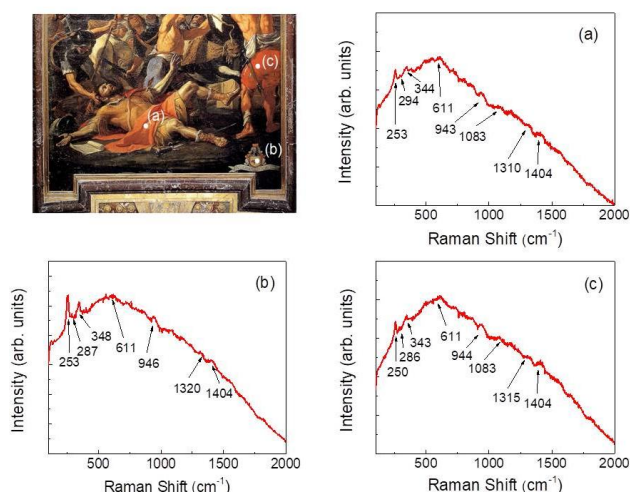 (c)
(a)
(b)
(a)
Intensity (arb. units)
253
294
344
611
943
1083
1310
1404
500
1000
1500
2000
Raman Shift (cm⁻¹)
(b)
Intensity (arb. units)
253
287
348
611
946
1320
1404
500
1000
1500
2000
Raman Shift (cm⁻¹)
(c)
Intensity (arb. units)
250
286
343
611
944
1083
1315
1404
500
1000
1500
2000
Raman Shift (cm⁻¹)